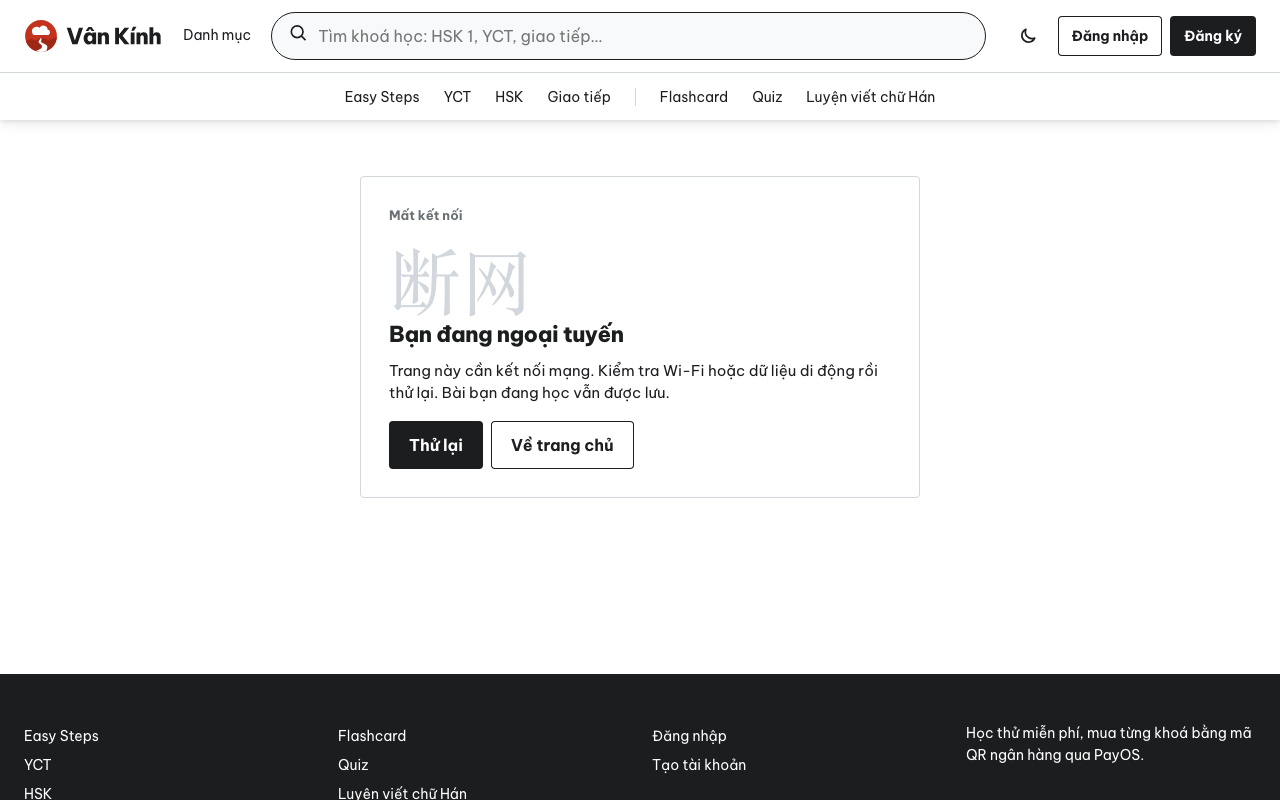 Vân Kính
Danh mục
Tìm khoá học: HSK 1, YCT, giao tiếp...
Đăng nhập
Đăng ký
Easy Steps
YCT
HSK
Giao tiếp
Flashcard
Quiz
Luyện viết chữ Hán
Mất kết nối
断网
Bạn đang ngoại tuyến
Trang này cần kết nối mạng. Kiểm tra Wi-Fi hoặc dữ liệu di động rồi
thử lại. Bài bạn đang học vẫn được lưu.
Thử lại
Về trang chủ
Easy Steps
YCT
HSK
Flashcard
Quiz
Luyện viết chữ Hán
Đăng nhập
Tạo tài khoản
Học thử miễn phí, mua từng khoá bằng mã
QR ngân hàng qua PayOS.